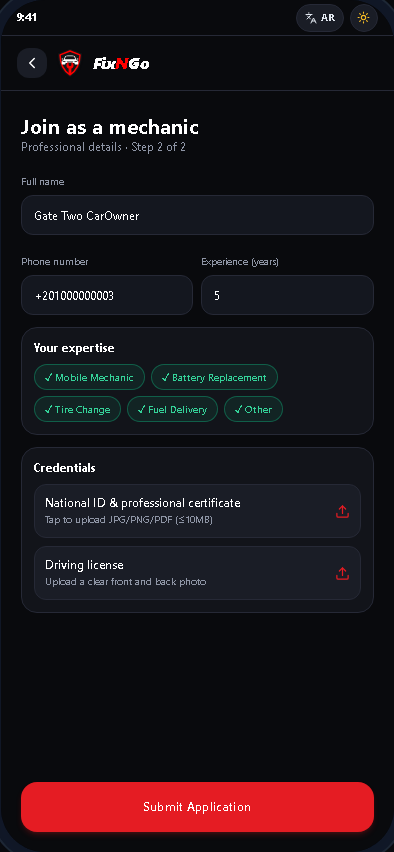 9:41
AR
FixNGo
Join as a mechanic
Professional details · Step 2 of 2
Full name
Gate Two CarOwner
Phone number
Experience (years)
+201000000003
5
Your expertise
✓ Mobile Mechanic
✓ Battery Replacement
✓ Tire Change
✓ Fuel Delivery
✓ Other
Credentials
National ID & professional certificate
Tap to upload JPG/PNG/PDF (≤10MB)
Driving license
Upload a clear front and back photo
Submit Application